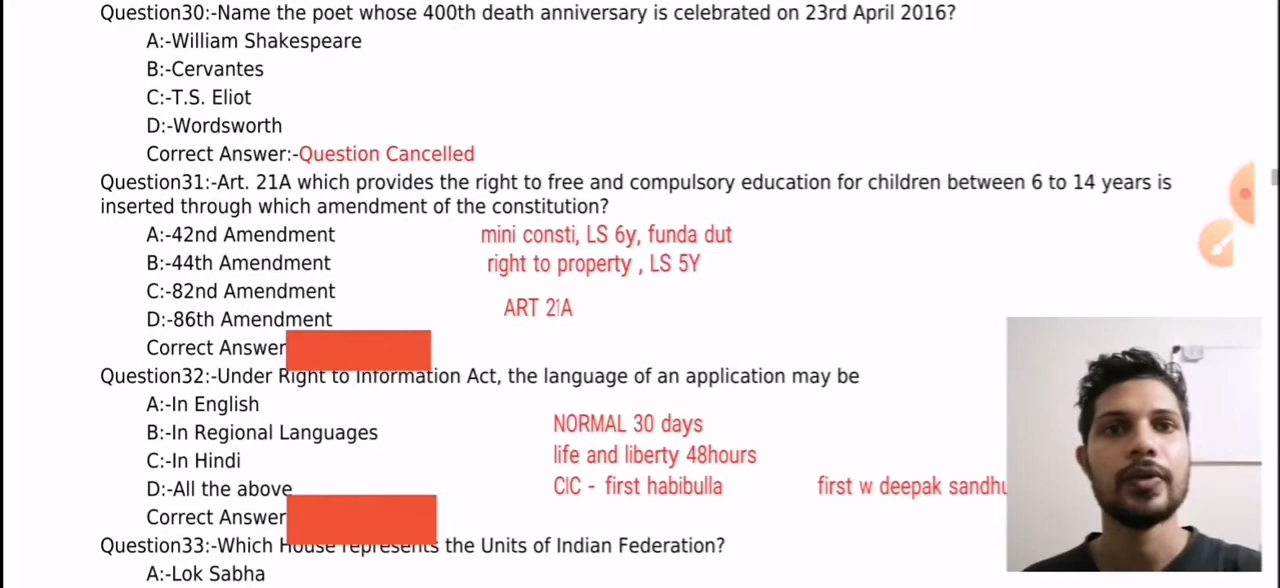 Question30:-Name the poet whose 400th death anniversary is celebrated on 23rd April 2016?
A:-William Shakespeare
B:-Cervantes
C:-T.S. Eliot
D:-Wordsworth
Correct Answer:-Question Cancelled
Question31:-Art. 21A which provides the right to free and compulsory education for children between 6 to 14 years is
inserted through which amendment of the constitution?
A:-42nd Amendment mini consti, LS 6y, funda dut
B:-44th Amendment right to property , LS 5Y
C:-82nd Amendment
ART 21A
D:-86th Amendment
Correct Answer
Question32:-Under Right to Information Act, the language of an application may be
A:-In English
NORMAL 30 days
B:-In Regional Languages
life and liberty 48hours
C:-In Hindi
D:-All the above CIC - first habibulla first w deepak sandhu
Correct Answer
Question33:-Which House represents the Units of Indian Federation?
A:-Lok Sabha